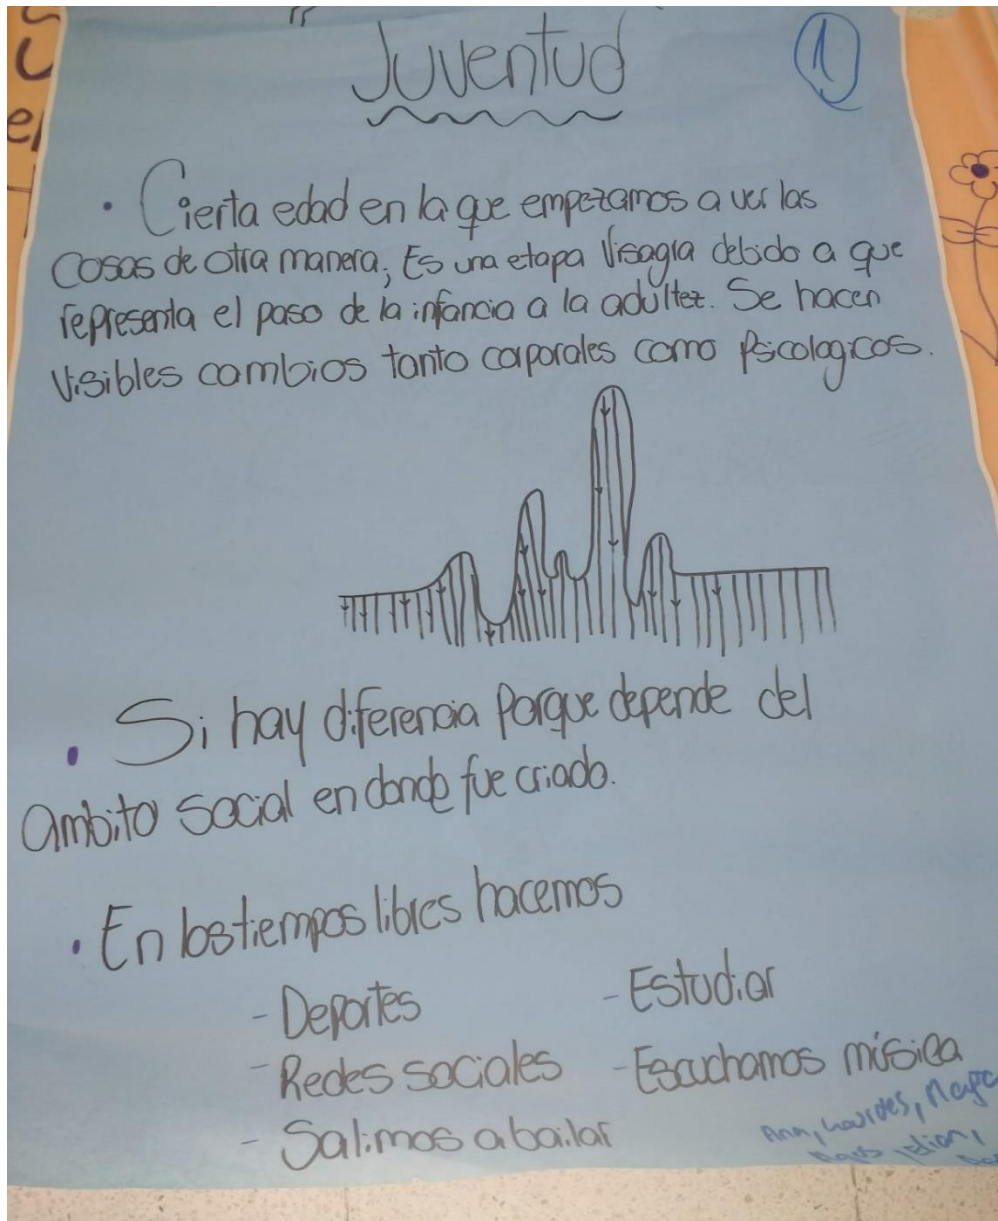 Juventud
1
· Cierta edad en la que empezamos a ver las
cosas de otra manera; Es una etapa Visagra debido a que
representa el paso de la infancia a la adultez. Se hacen
Visibles cambios tanto corporales como Psicologicos.
· Si hay diferencia Porque depende del
ambito social en donde fue criado.
· En los tiempos libres hacemos
- Deportes - Estudiar
- Redes sociales - Escuchamos música
- Salimos a bailar
Ana, Lourdes,